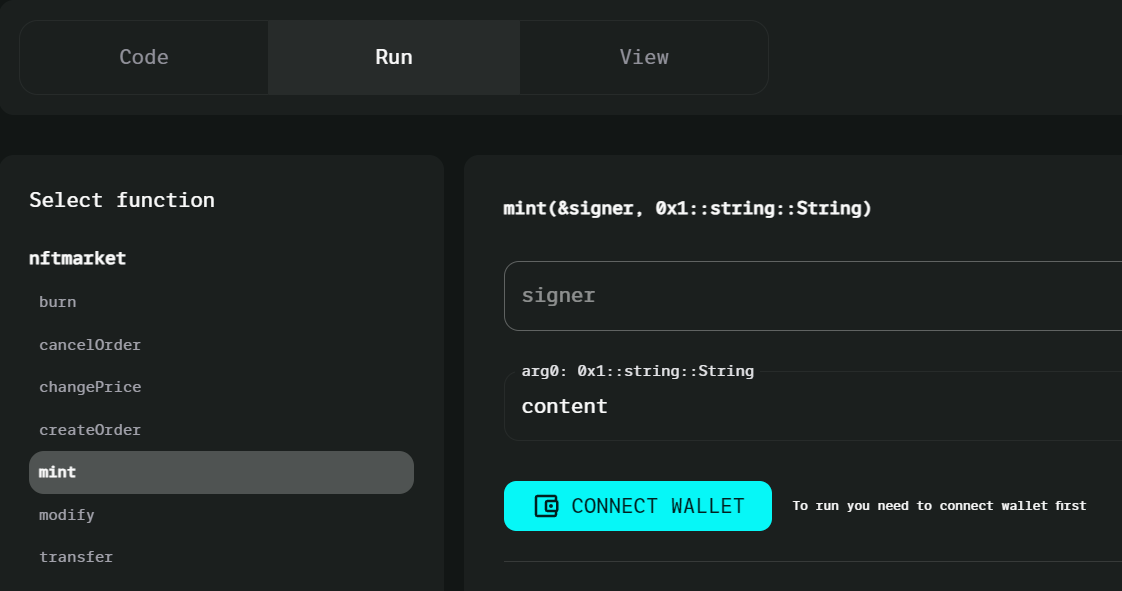 Code Run View
Select function
nftmarket
burn
cancelOrder
changePrice
createOrder
mint
modify
transfer
mint(&signer, 0x1::string::String)
signer
arg0: 0x1::string::String
content
CONNECT WALLET To run you need to connect wallet first